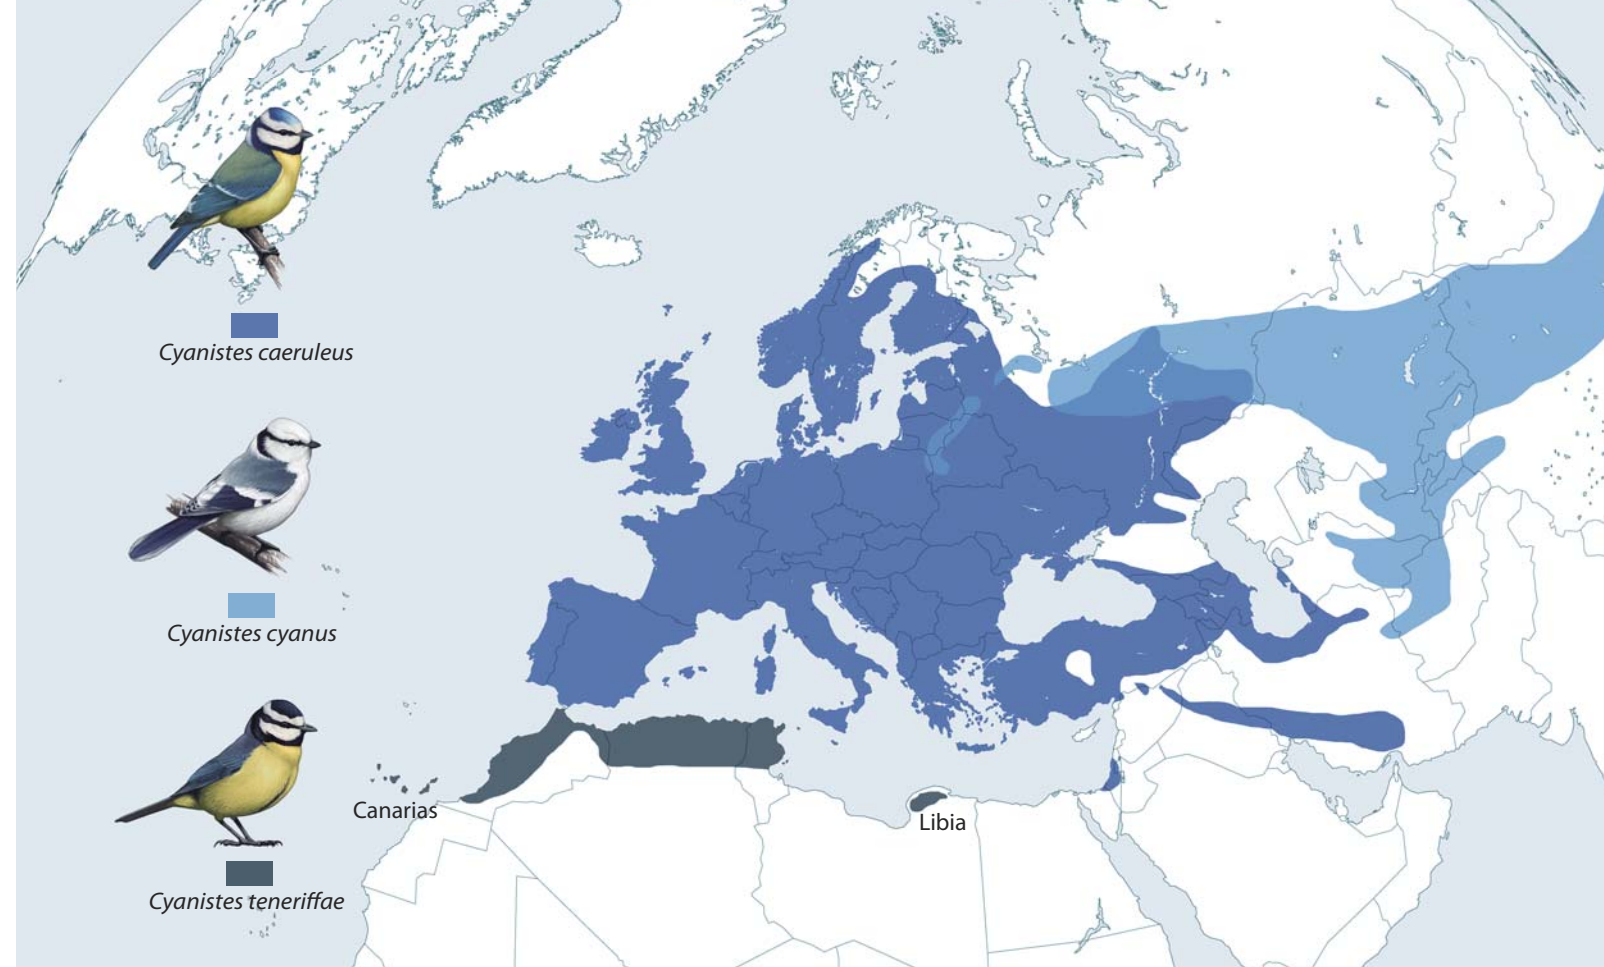 Cyanistes caeruleus
Cyanistes cyanus
Canarias
Libia
Cyanistes teneriffae